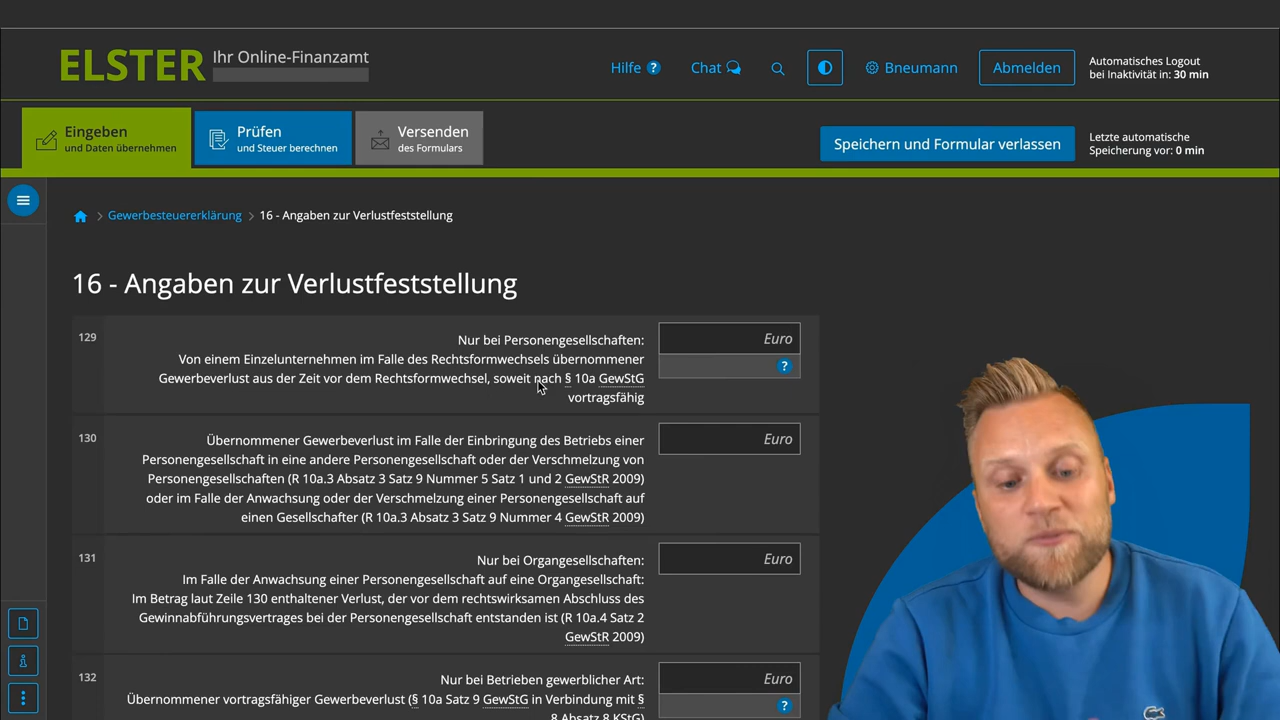 ELSTER Ihr Online-Finanzamt
Hilfe ?
Chat
Bneumann
Abmelden
Automatisches Logout
bei Inaktivität in: 30 min
Eingeben
und Daten übernehmen
Prüfen
und Steuer berechnen
Versenden
des Formulars
Speichern und Formular verlassen
Letzte automatische
Speicherung vor: 0 min
Gewerbesteuererklärung > 16 - Angaben zur Verlustfeststellung
16 - Angaben zur Verlustfeststellung
129
Nur bei Personengesellschaften:
Von einem Einzelunternehmen im Falle des Rechtsformwechsels übernommener
Gewerbeverlust aus der Zeit vor dem Rechtsformwechsel, soweit nach § 10a GewStG
vortragsfähig
Euro
?
130
Übernommener Gewerbeverlust im Falle der Einbringung des Betriebs einer
Personengesellschaft in eine andere Personengesellschaft oder der Verschmelzung von
Personengesellschaften (R 10a.3 Absatz 3 Satz 9 Nummer 5 Satz 1 und 2 GewStR 2009)
oder im Falle der Anwachsung oder der Verschmelzung einer Personengesellschaft auf
einen Gesellschafter (R 10a.3 Absatz 3 Satz 9 Nummer 4 GewStR 2009)
Euro
131
Nur bei Organgesellschaften:
Im Falle der Anwachsung einer Personengesellschaft auf eine Organgesellschaft:
Im Betrag laut Zeile 130 enthaltener Verlust, der vor dem rechtswirksamen Abschluss des
Gewinnabführungsvertrages bei der Personengesellschaft entstanden ist (R 10a.4 Satz 2
GewStR 2009)
Euro
132
Nur bei Betrieben gewerblicher Art:
Übernommener vortragsfähiger Gewerbeverlust (§ 10a Satz 9 GewStG in Verbindung mit §
8 Absatz 8 KStG)
Euro
?